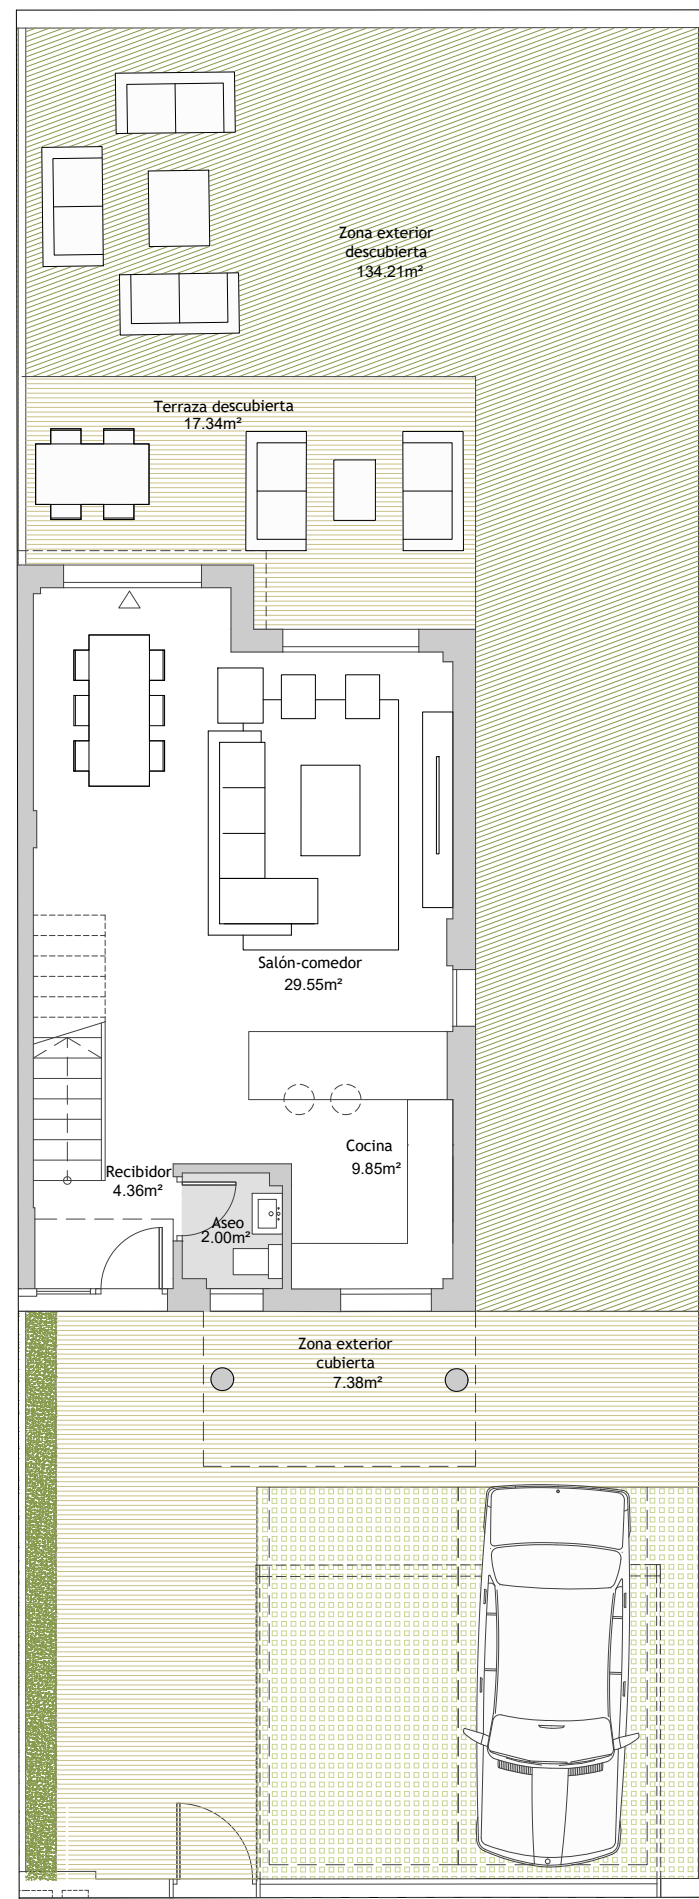 Zona exterior
descubierta
134.21m²
Terraza descubierta
17.34m²
Salón-comedor
29.55m²
Cocina
9.85m²
Recibidor
4.36m²
Aseo
2.00m²
Zona exterior
cubierta
7.38m²